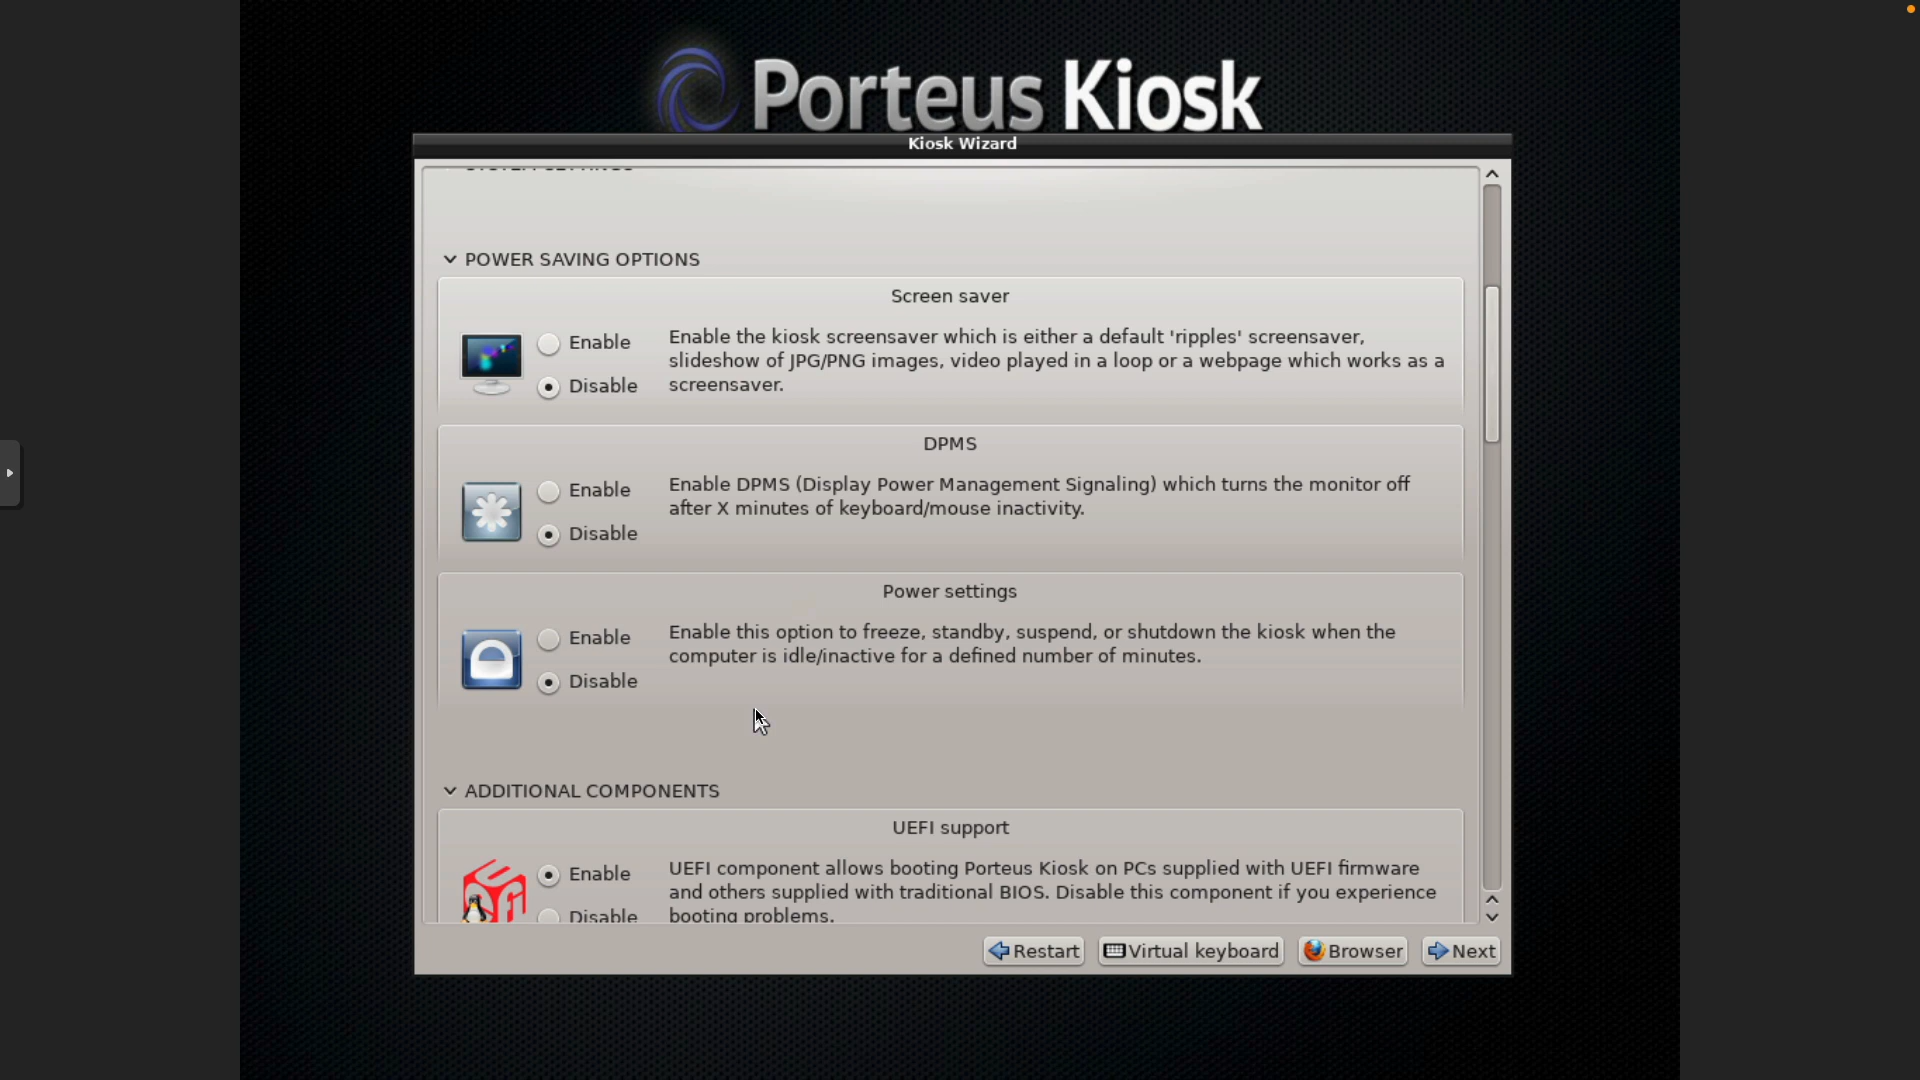 Porteus Kiosk
Kiosk Wizard
SYSTEM SETTINGS
POWER SAVING OPTIONS
Screen saver
Enable
Disable
Enable the kiosk screensaver which is either a default 'ripples' screensaver,
slideshow of JPG/PNG images, video played in a loop or a webpage which works as a
screensaver.
DPMS
Enable
Disable
Enable DPMS (Display Power Management Signaling) which turns the monitor off
after X minutes of keyboard/mouse inactivity.
Power settings
Enable
Disable
Enable this option to freeze, standby, suspend, or shutdown the kiosk when the
computer is idle/inactive for a defined number of minutes.
ADDITIONAL COMPONENTS
UEFI support
Enable
Disable
UEFI component allows booting Porteus Kiosk on PCs supplied with UEFI firmware
and others supplied with traditional BIOS. Disable this component if you experience
booting problems.
Restart Virtual keyboard Browser Next